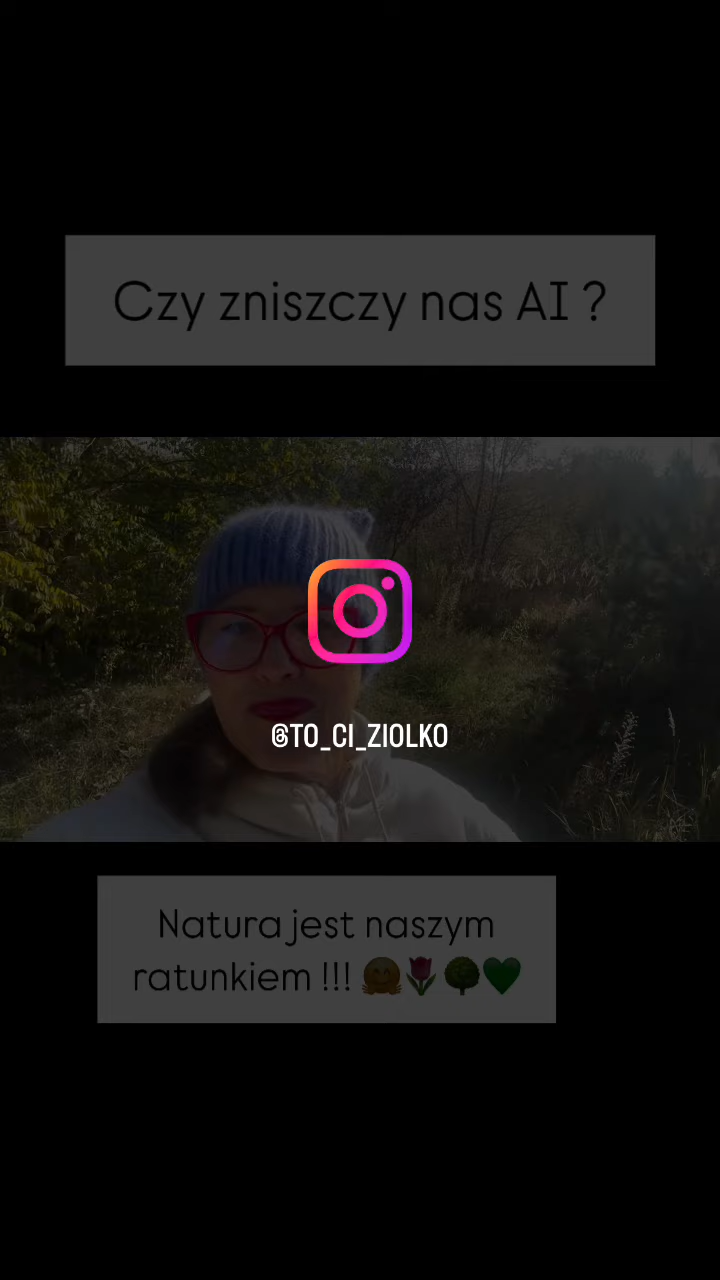 Czy zniszczy nas AI ?
@TO_CI_ZIOLKO
Natura jest naszym
ratunkiem !!! 🤗🌷🌳💚